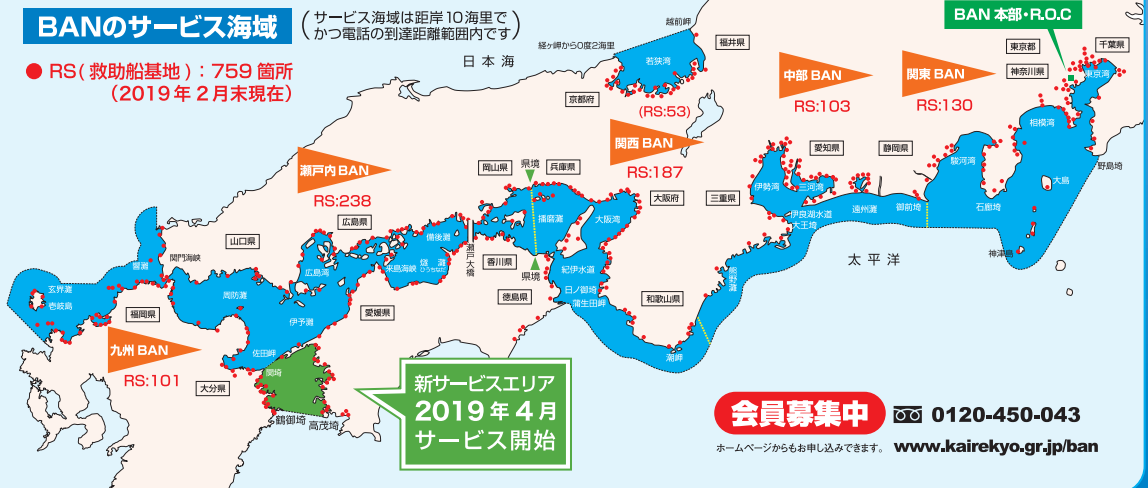 BANのサービス海域
（サービス海域は距岸10海里で
かつ電話の到達距離範囲内です）
●RS(救助船基地)：759箇所
（2019年2月末現在）
日本海
経ヶ岬から0度2海里
越前岬
福井県
若狭湾
京都府
(RS:53)
BAN 本部・R.O.C
東京都
千葉県
神奈川県
東京湾
中部 BAN
RS:103
関東 BAN
RS:130
関西 BAN
RS:187
瀬戸内 BAN
RS:238
九州 BAN
RS:101
相模湾
野島埼
大島
神津島
石廊埼
駿河湾
静岡県
愛知県
御前埼
遠州灘
伊勢湾
三河湾
伊良湖水道
大王埼
三重県
太平洋
熊野灘
和歌山県
潮岬
大阪府
大阪湾
兵庫県
県境
岡山県
播磨灘
紀伊水道
日ノ御埼
蒲生田岬
県境
香川県
徳島県
瀬戸大橋
備後灘
燧灘
ひうちなだ
来島海峡
広島県
広島湾
愛媛県
伊予灘
山口県
周防灘
関門海峡
響灘
玄界灘
壱岐島
福岡県
佐田岬
関埼
大分県
鶴御埼
高茂埼
新サービスエリア
2019年4月
サービス開始
会員募集中
0120-450-043
ホームページからもお申し込みできます。
www.kairekyo.gr.jp/ban